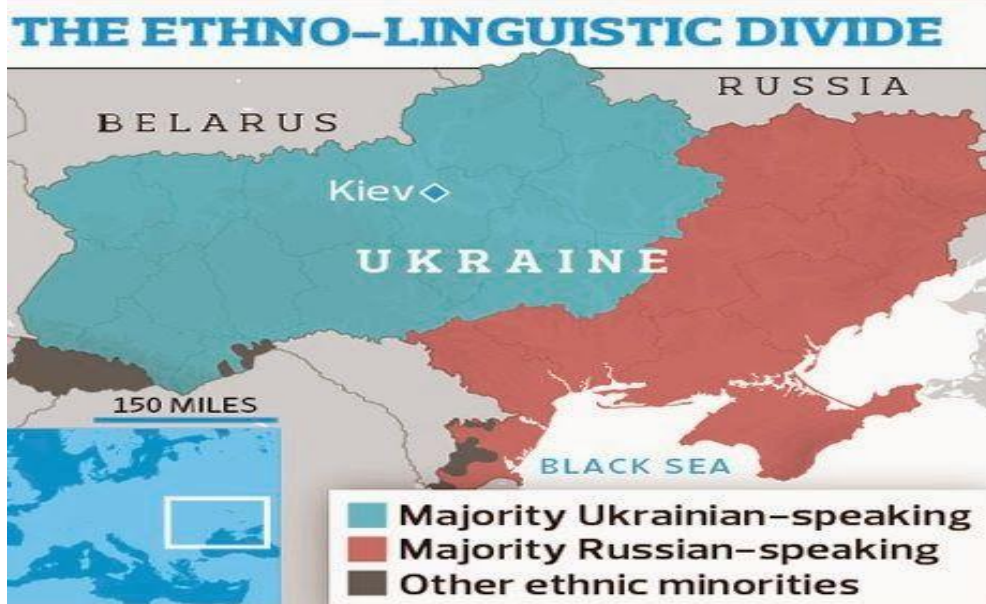 THE ETHNO-LINGUISTIC DIVIDE
RUSSIA
BELARUS
Kiev
UKRAINE
150 MILES
BLACK SEA
Majority Ukrainian-speaking
Majority Russian-speaking
Other ethnic minorities